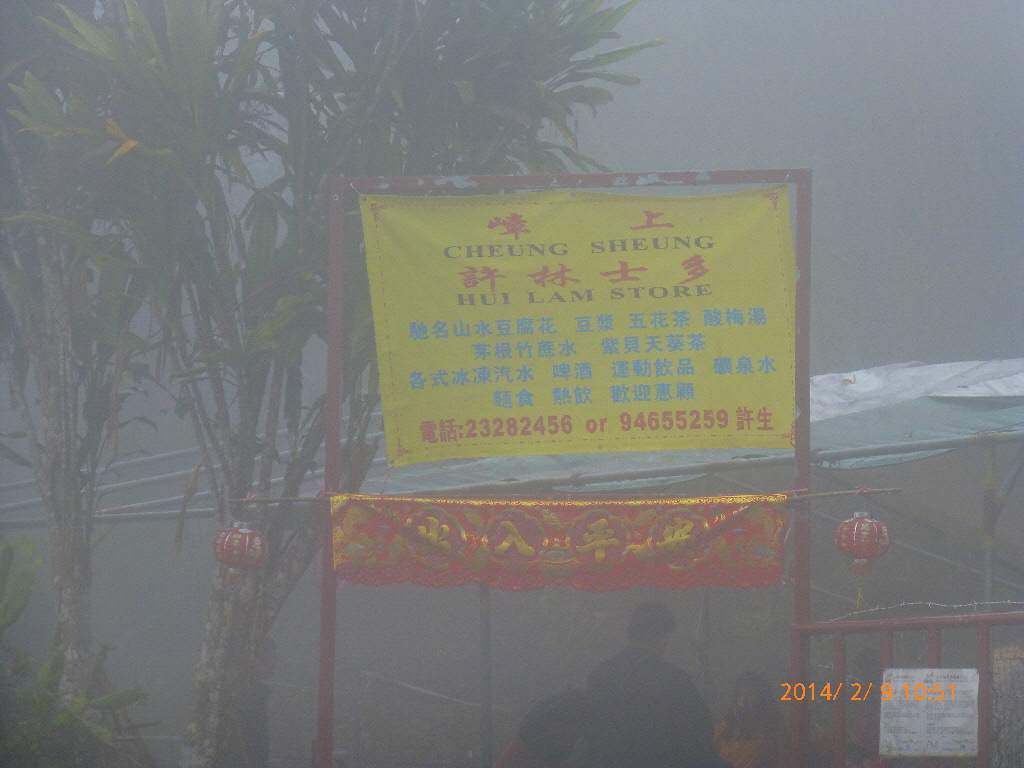 嶂 上
CHEUNG SHEUNG
許林士多
HUI LAM STORE
馳名山水豆腐花 豆漿 五花茶 酸梅湯
茅根竹蔗水 紫貝天葵茶
各式冰凍汽水 啤酒 運動飲品 礦泉水
麵食 熱飲 歡迎惠顧
電話:23282456 or 94655259 許生
出入平安
2014/ 2/ 9 10:51